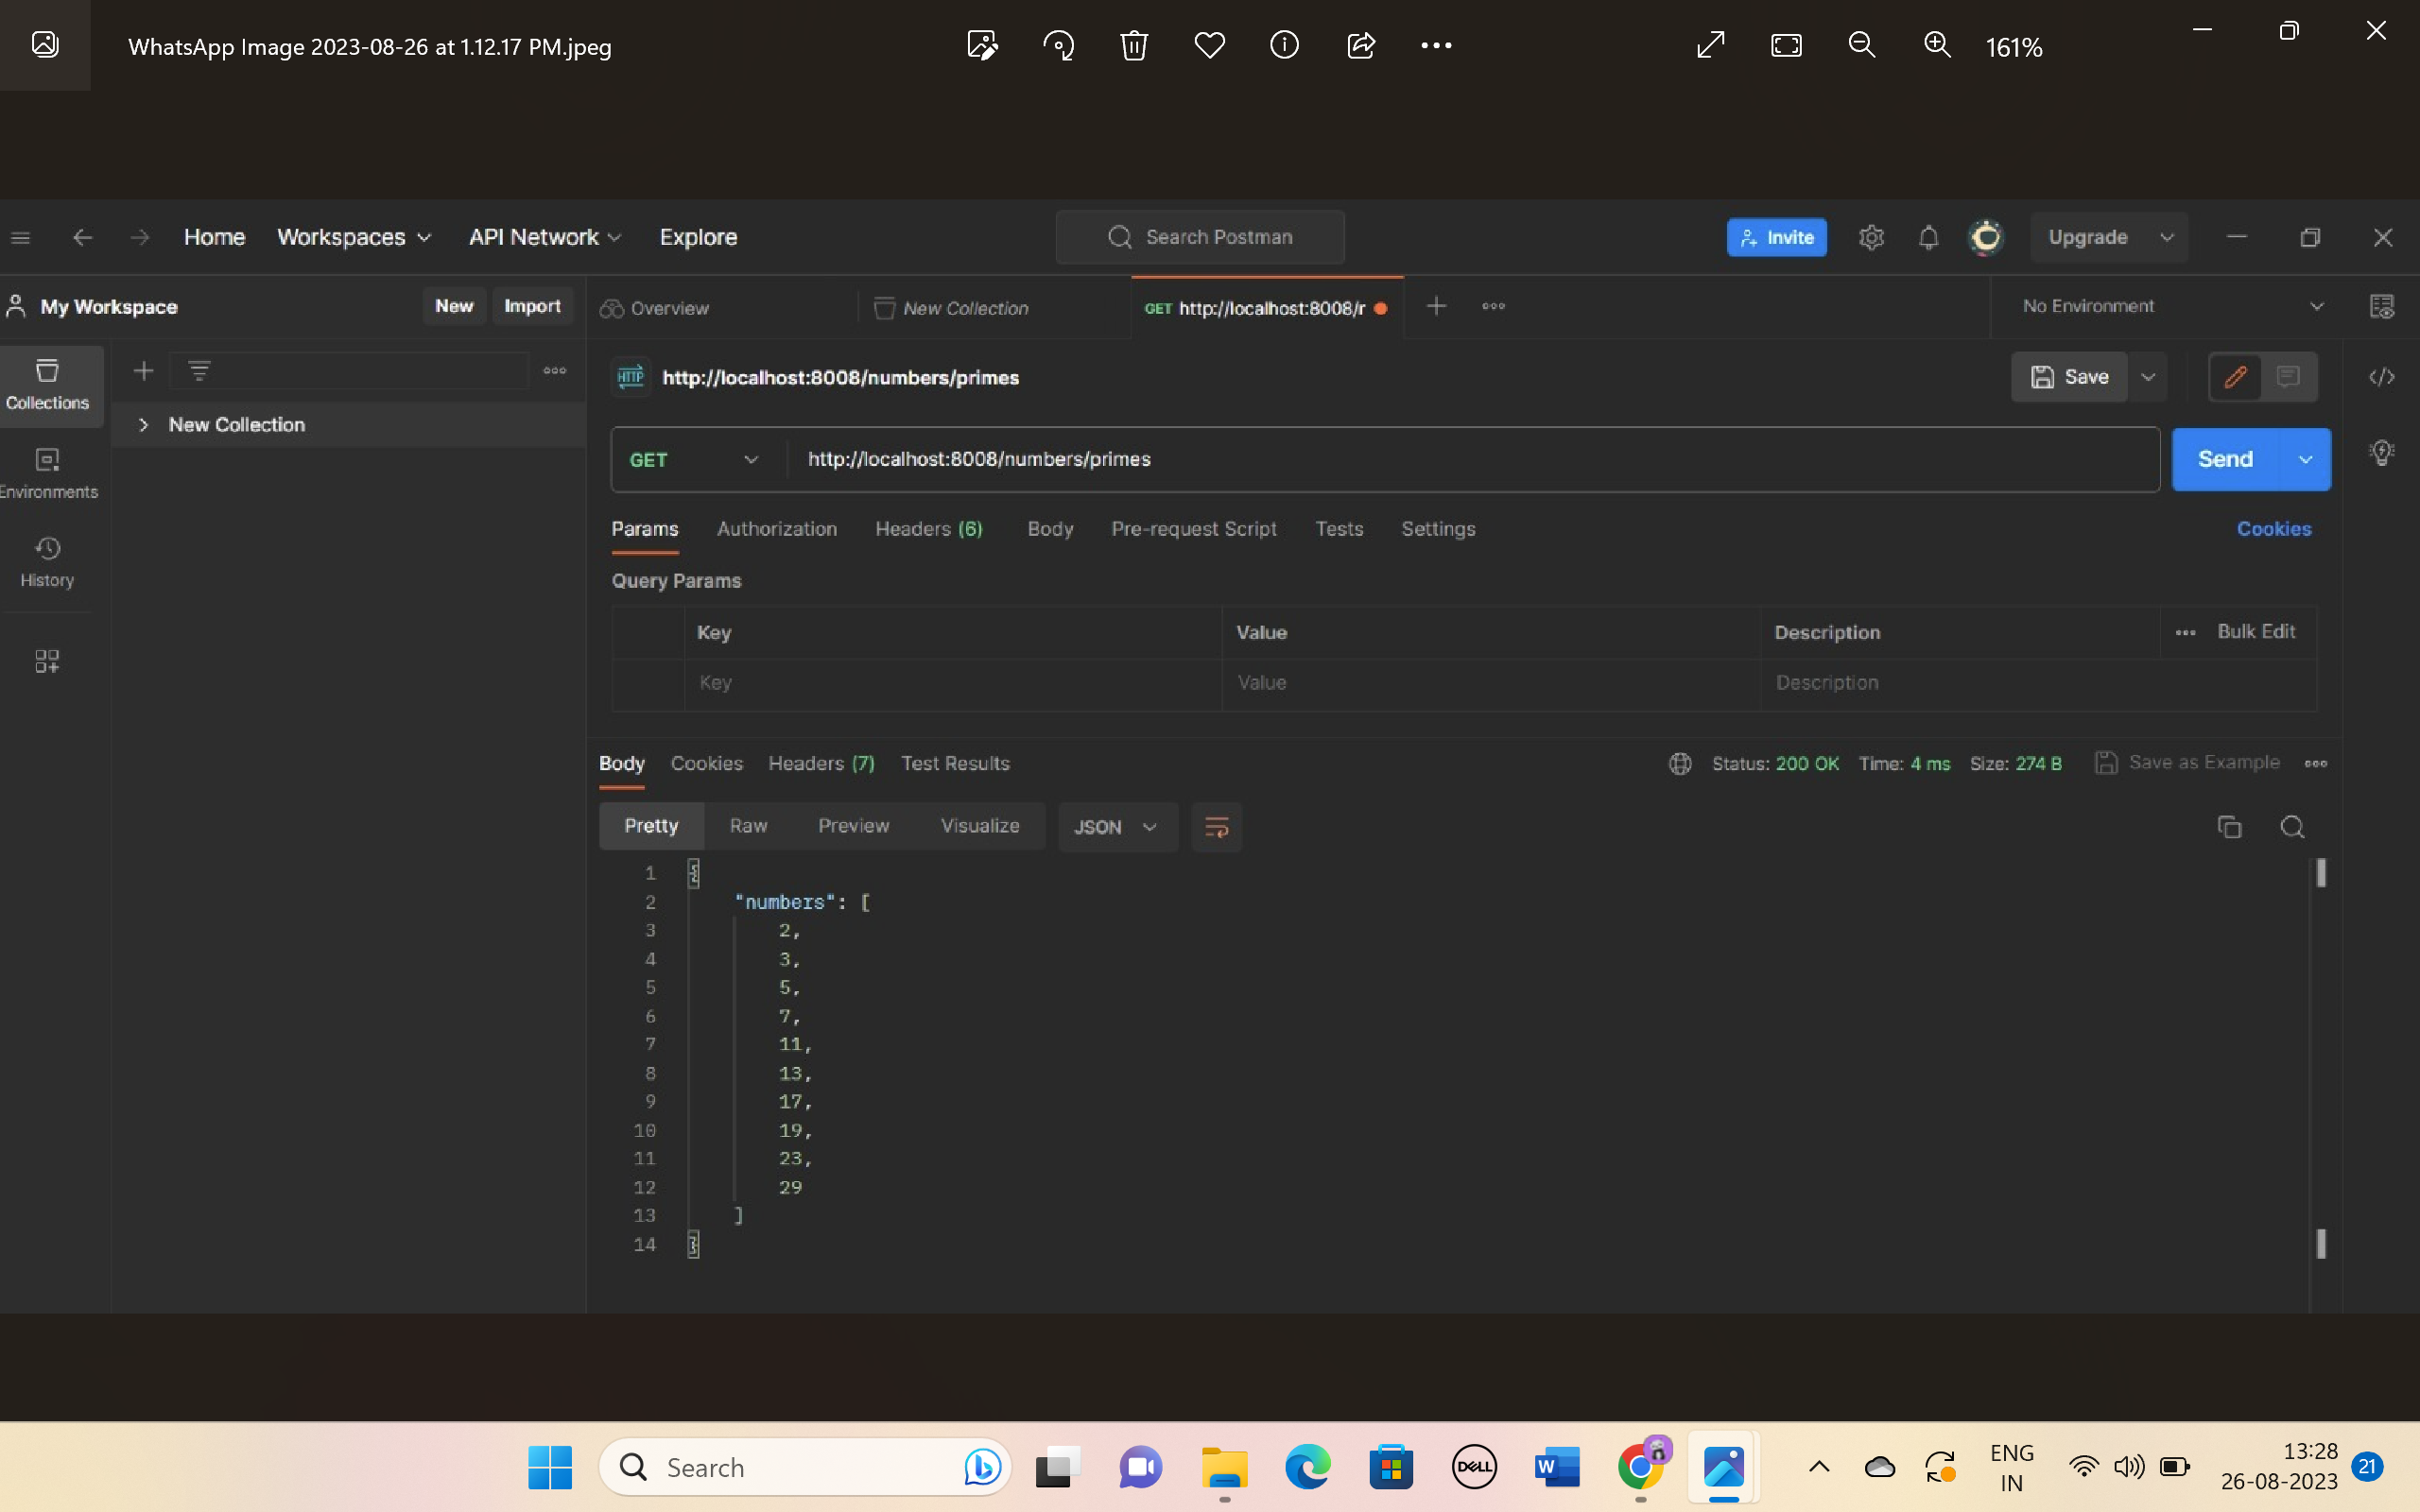 WhatsApp Image 2023-08-26 at 1.12.17 PM.jpeg
161%
Home Workspaces API Network Explore
Search Postman
Invite
Upgrade
My Workspace
New Import
Overview
New Collection
GET http://localhost:8008/r
No Environment
Collections
New Collection
Environments
History
HTTP http://localhost:8008/numbers/primes
Save
GET http://localhost:8008/numbers/primes
Send
Params Authorization Headers (6) Body Pre-request Script Tests Settings
Cookies
Query Params
Key Value Description Bulk Edit
Key Value Description
Body Cookies Headers (7) Test Results
Status: 200 OK Time: 4 ms Size: 274 B Save as Example
Pretty Raw Preview Visualize JSON
1 {
2 "numbers": [
3 2,
4 3,
5 5,
6 7,
7 11,
8 13,
9 17,
10 19,
11 23,
12 29
13 ]
14 }
Search
DELL
W
ENG
IN
13:28
26-08-2023
21